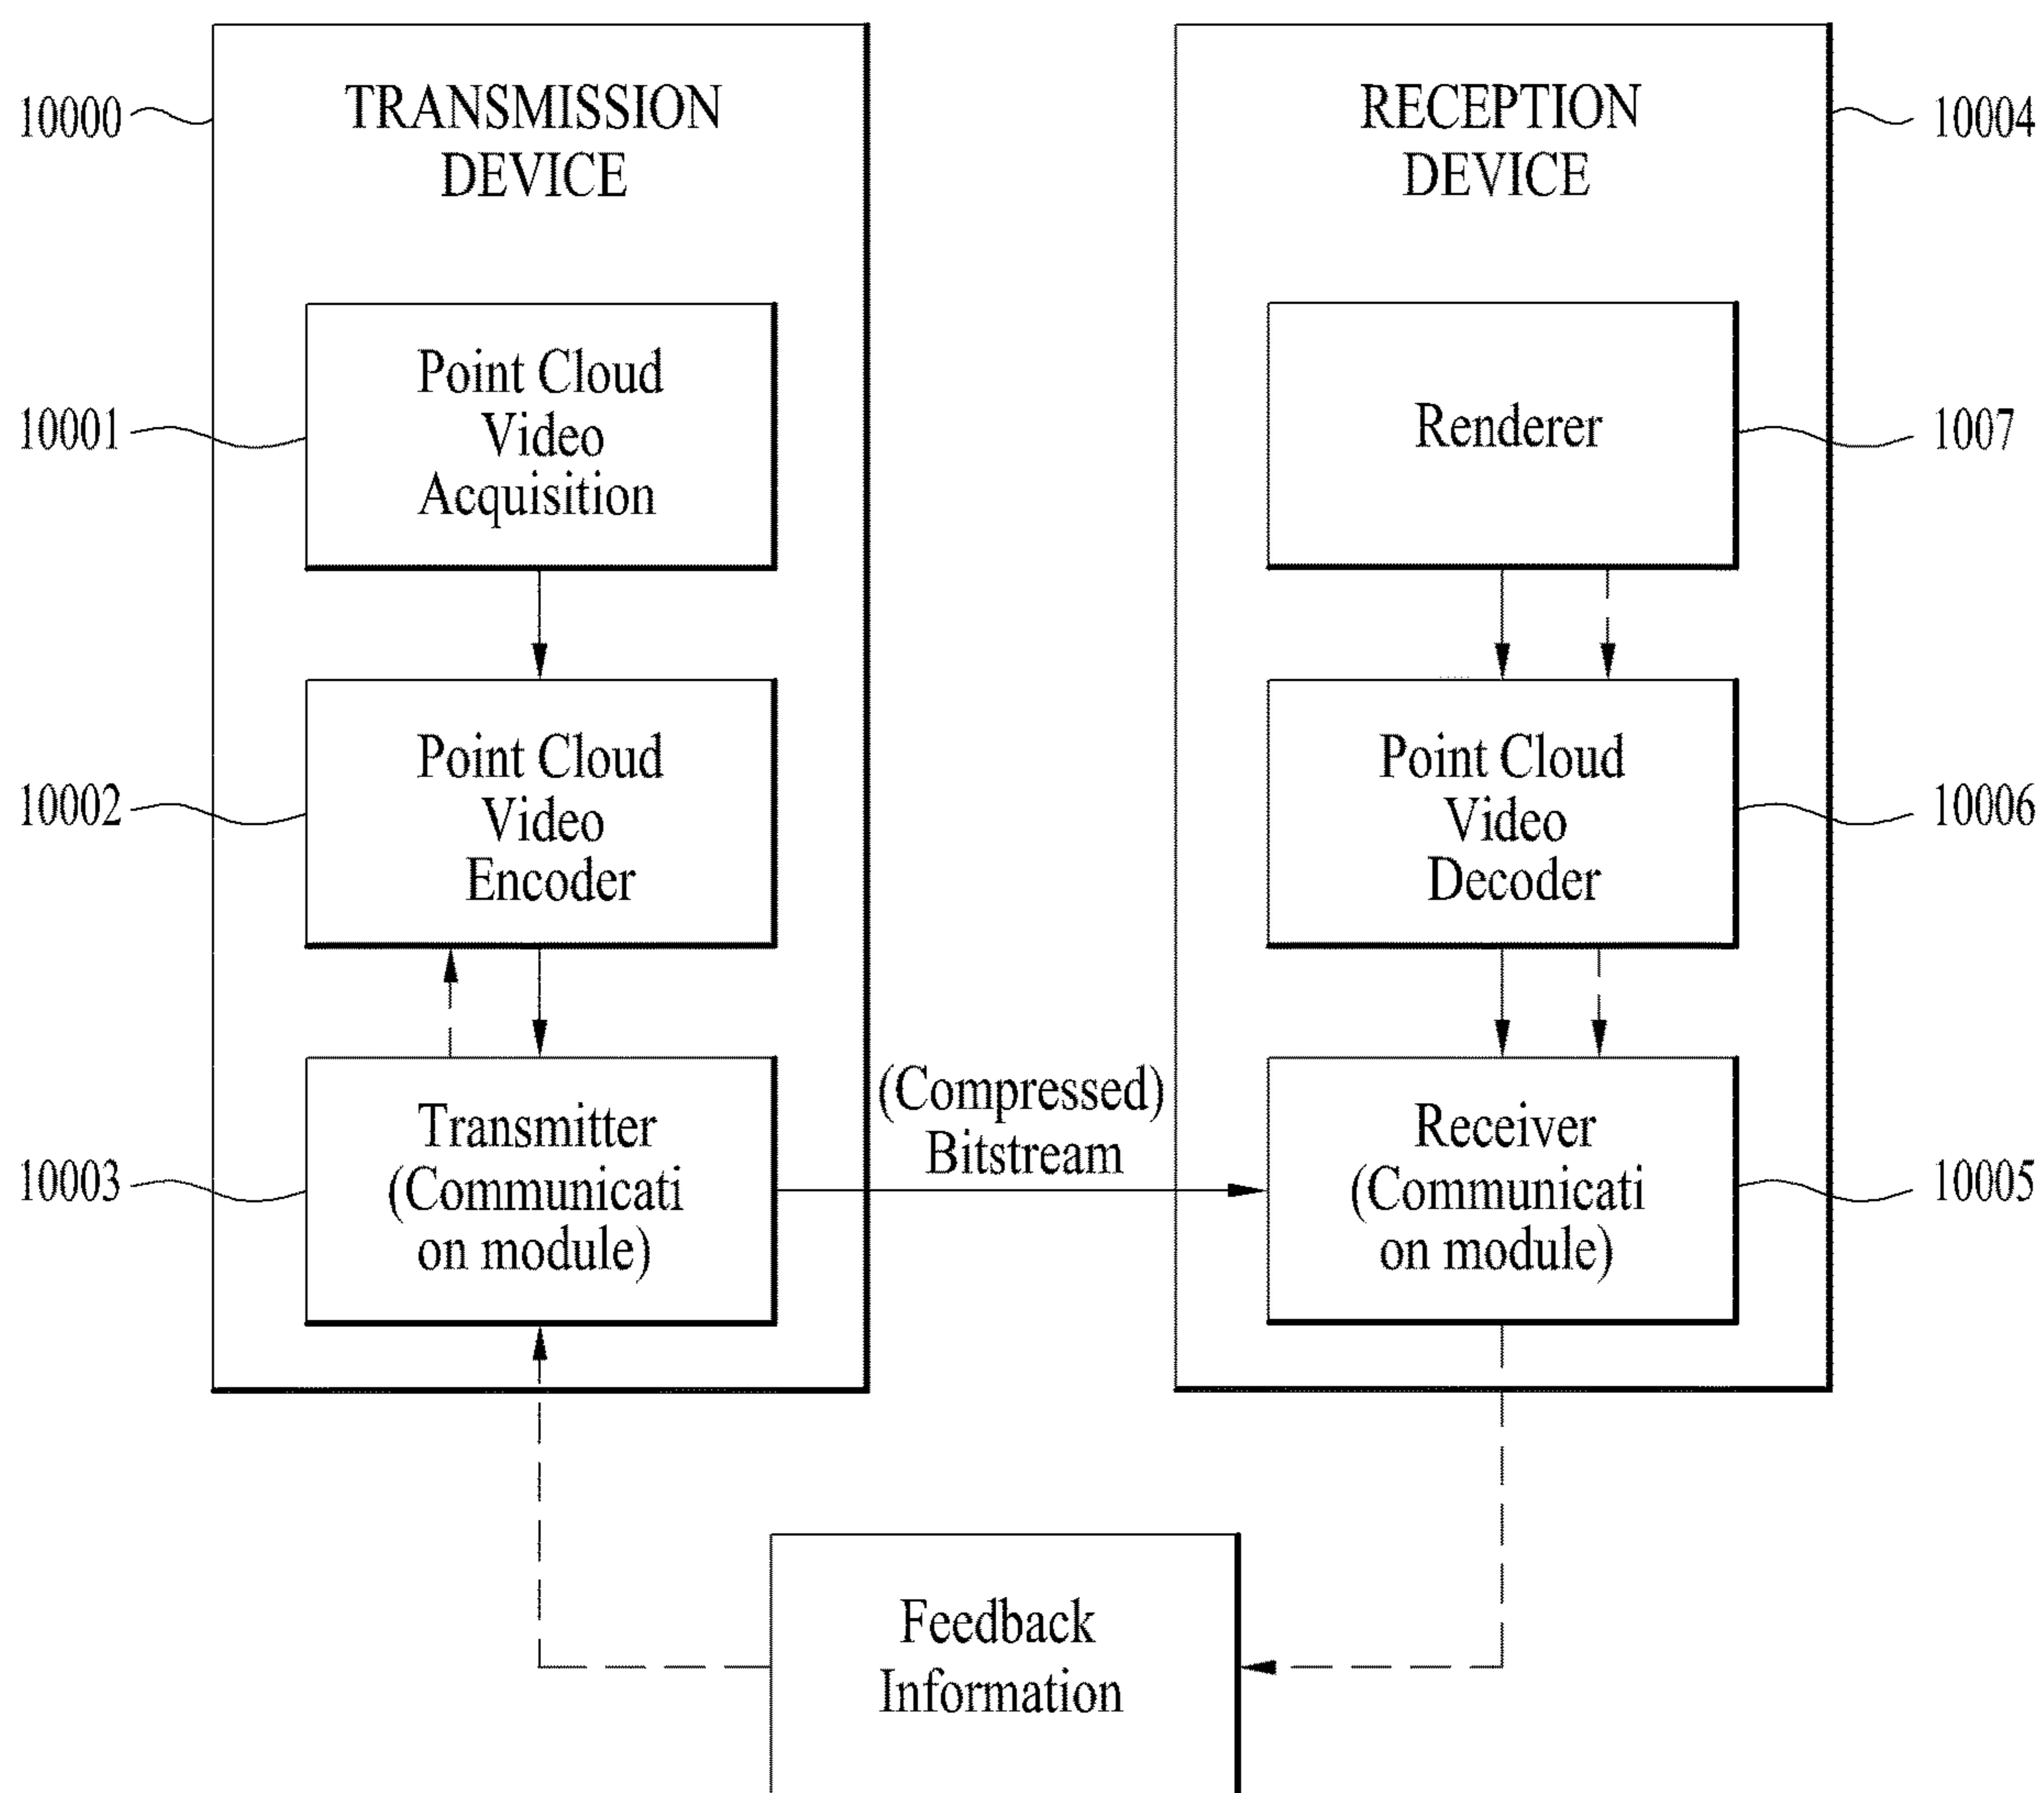 10000
TRANSMISSION
DEVICE
10001
Point Cloud
Video
Acquisition
10002
Point Cloud
Video
Encoder
10003
Transmitter
(Communicati
on module)
(Compressed)
Bitstream
RECEPTION
DEVICE
10004
Renderer
1007
Point Cloud
Video
Decoder
10006
Receiver
(Communicati
on module)
10005
Feedback
Information